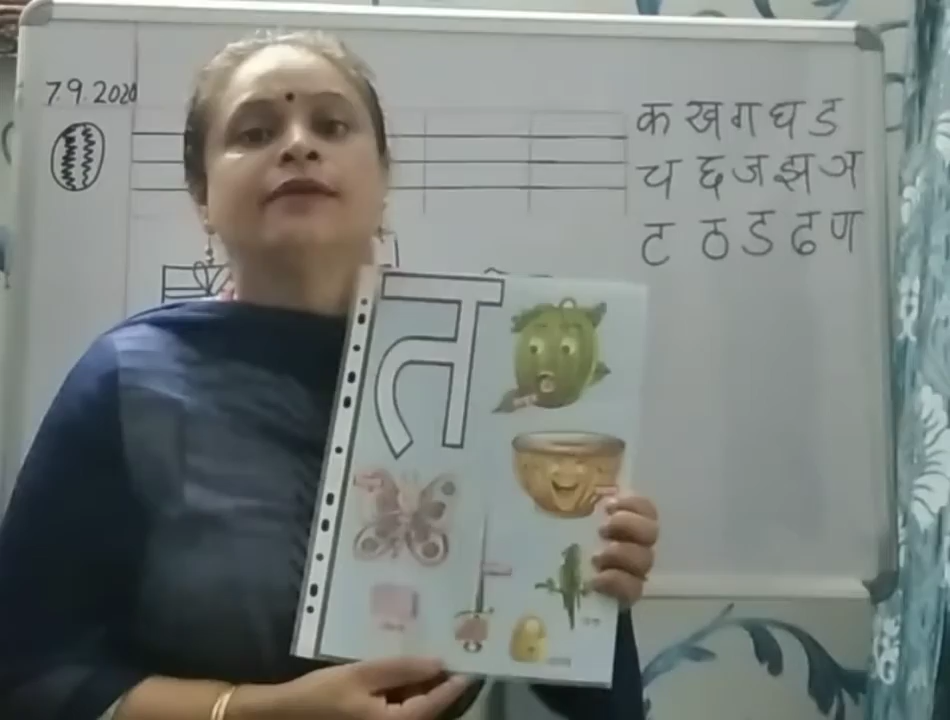 7.9.2020
क ख ग घ ड
च छ ज झ ञ
ट ठ ड ढ ण
त